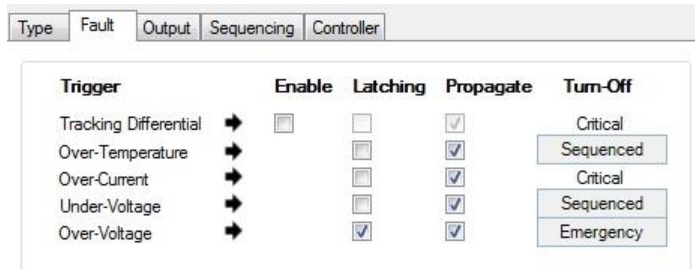 Type Fault Output Sequencing Controller
Trigger Enable Latching Propagate Turn-Off
Tracking Differential Critical
Over-Temperature Sequenced
Over-Current Critical
Under-Voltage Sequenced
Over-Voltage Emergency